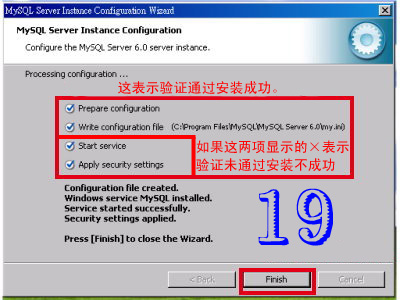 MySQL Server Instance Configuration Wizard
MySQL Server Instance Configuration
Configure the MySQL Server 6.0 server instance.
Processing configuration ...
这表示验证通过安装成功。
Prepare configuration
Write configuration file (C:\Program Files\MySQL\MySQL Server 6.0\my.ini)
Start service
如果这两项显示的×表示
Apply security settings
验证未通过安装不成功
Configuration file created.
Windows service MySQL installed.
Service started successfully.
Security settings applied.
Press [Finish] to close the Wizard.
19
< Back
Finish
Cancel